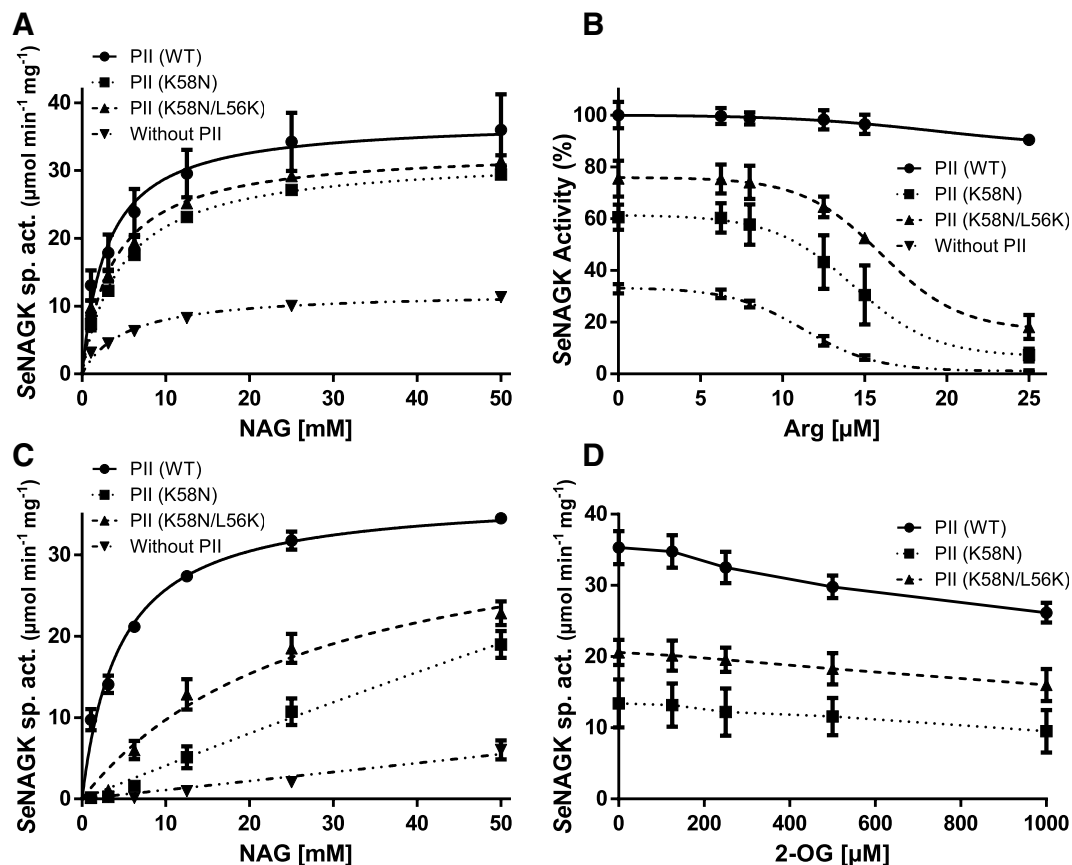 A
PII (WT)
PII (K58N)
PII (K58N/L56K)
Without PII
SeNAGK sp. act. (µmol min⁻¹ mg⁻¹)
40
30
20
10
0
0 10 20 30 40 50
NAG [mM]
B
PII (WT)
PII (K58N)
PII (K58N/L56K)
Without PII
SeNAGK Activity (%)
100
80
60
40
20
0
0 5 10 15 20 25
Arg [µM]
C
PII (WT)
PII (K58N)
PII (K58N/L56K)
Without PII
SeNAGK sp. act. (µmol min⁻¹ mg⁻¹)
30
20
10
0
0 10 20 30 40 50
NAG [mM]
D
PII (WT)
PII (K58N)
PII (K58N/L56K)
SeNAGK sp. act. (µmol min⁻¹ mg⁻¹)
40
30
20
10
0
0 200 400 600 800 1000
2-OG [µM]